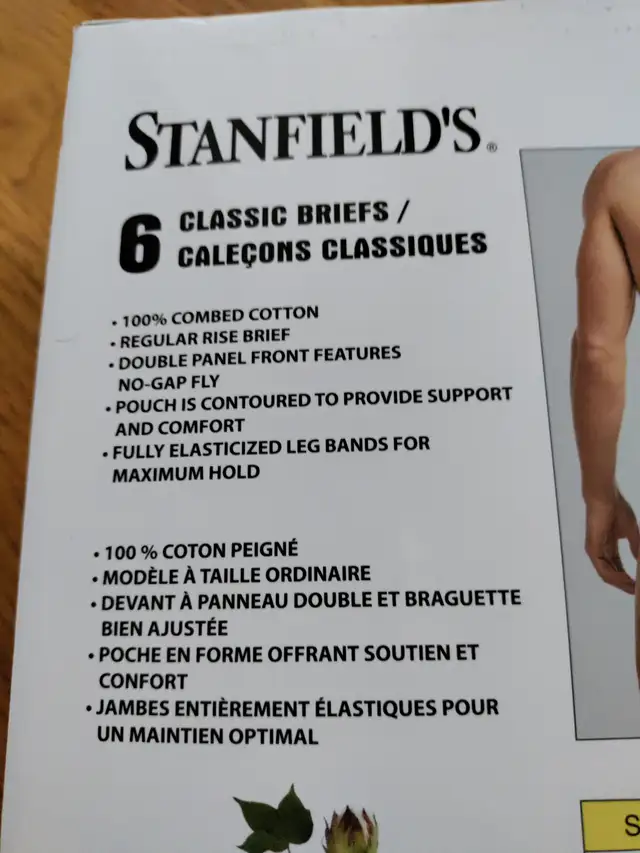 STANFIELD'S®
6 CLASSIC BRIEFS /
CALEÇONS CLASSIQUES
• 100% COMBED COTTON
• REGULAR RISE BRIEF
• DOUBLE PANEL FRONT FEATURES
NO-GAP FLY
• POUCH IS CONTOURED TO PROVIDE SUPPORT
AND COMFORT
• FULLY ELASTICIZED LEG BANDS FOR
MAXIMUM HOLD
• 100 % COTON PEIGNÉ
• MODÈLE À TAILLE ORDINAIRE
• DEVANT À PANNEAU DOUBLE ET BRAGUETTE
BIEN AJUSTÉE
• POCHE EN FORME OFFRANT SOUTIEN ET
CONFORT
• JAMBES ENTIÈREMENT ÉLASTIQUES POUR
UN MAINTIEN OPTIMAL